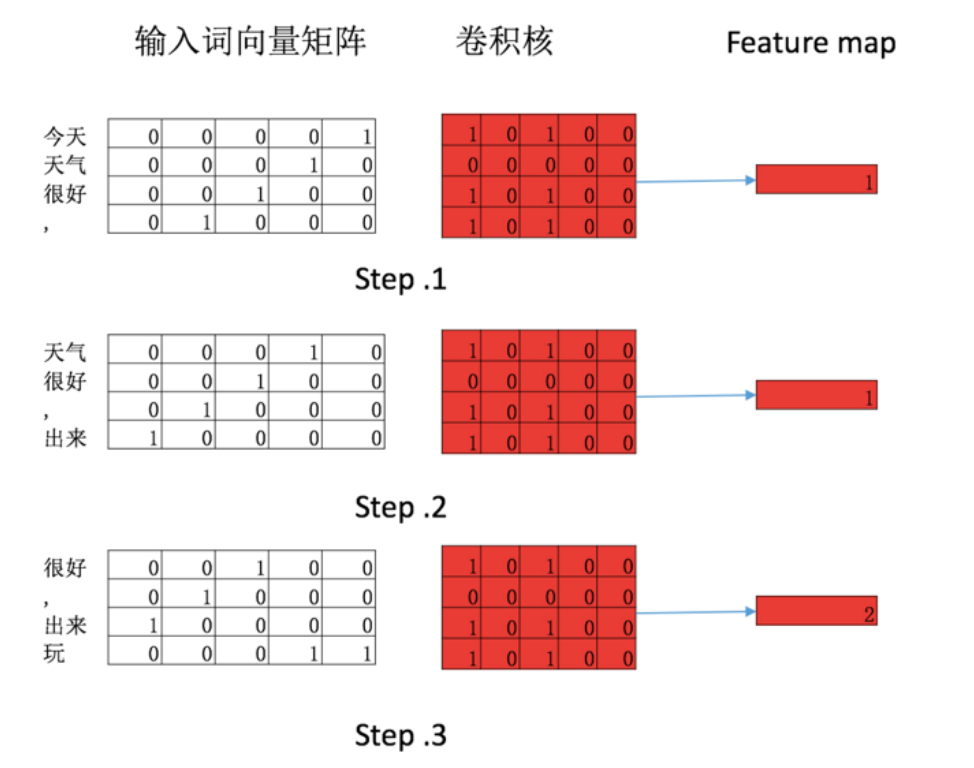 输入词向量矩阵 卷积核 Feature map
今天 0 0 0 0 1 1 0 1 0 0
天气 0 0 0 1 0 0 0 0 0 0 1
很好 0 0 1 0 0 1 0 1 0 0
, 0 1 0 0 0 1 0 1 0 0
Step .1
天气 0 0 0 1 0 1 0 1 0 0
很好 0 0 1 0 0 0 0 0 0 0 1
, 0 1 0 0 0 1 0 1 0 0
出来 1 0 0 0 0 1 0 1 0 0
Step .2
很好 0 0 1 0 0 1 0 1 0 0
, 0 1 0 0 0 0 0 0 0 0 2
出来 1 0 0 0 0 1 0 1 0 0
玩 0 0 0 1 1 1 0 1 0 0
Step .3